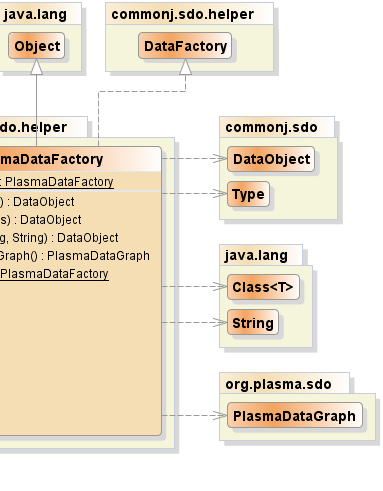 java.lang
commonj.sdo.helper
Object
DataFactory
do.helper
commonj.sdo
maDataFactory
DataObject
: PlasmaDataFactory
Type
) : DataObject
s) : DataObject
g, String) : DataObject
Graph() : PlasmaDataGraph
PlasmaDataFactory
java.lang
Class<T>
String
org.plasma.sdo
PlasmaDataGraph